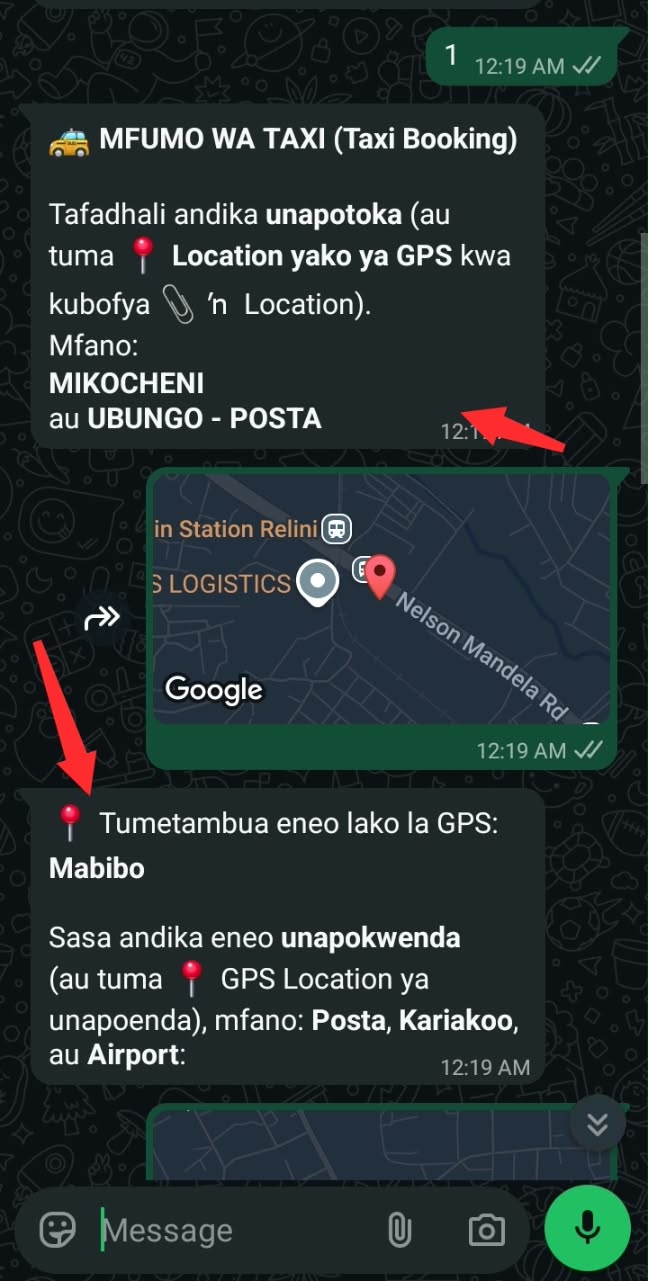 1 12:19 AM
🚕 MFUMO WA TAXI (Taxi Booking)
Tafadhali andika unapotoka (au
tuma 📍 Location yako ya GPS kwa
kubofya 📎 'n Location).
Mfano:
MIKOCHENI
au UBUNGO - POSTA
in Station Relini
S LOGISTICS
Nelson Mandela Rd
Google
12:19 AM
📍 Tumetambua eneo lako la GPS:
Mabibo
Sasa andika eneo unapokwenda
(au tuma 📍 GPS Location ya
unapoenda), mfano: Posta, Kariakoo,
au Airport:
12:19 AM
Message